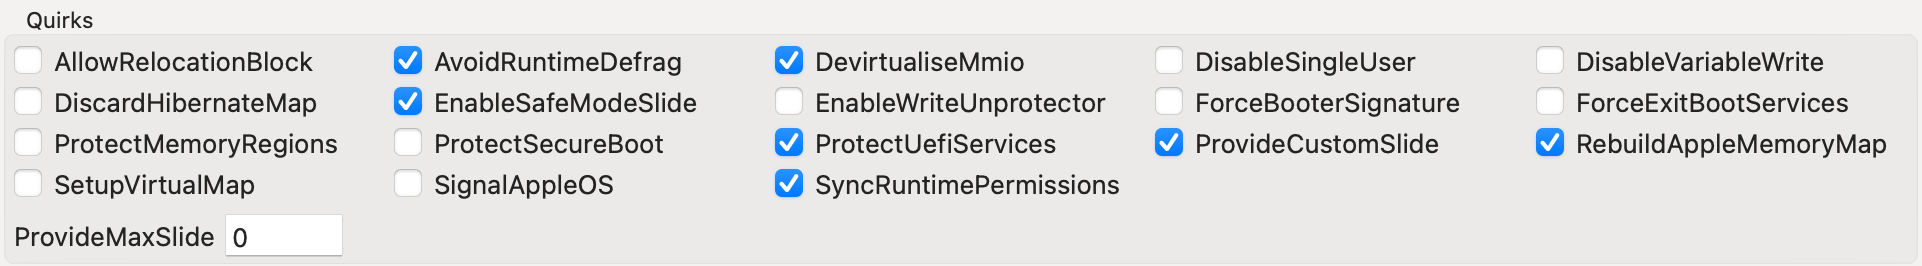 Quirks
AllowRelocationBlock AvoidRuntimeDefrag DevirtualiseMmio DisableSingleUser DisableVariableWrite
DiscardHibernateMap EnableSafeModeSlide EnableWriteUnprotector ForceBooterSignature ForceExitBootServices
ProtectMemoryRegions ProtectSecureBoot ProtectUefiServices ProvideCustomSlide RebuildAppleMemoryMap
SetupVirtualMap SignalAppleOS SyncRuntimePermissions
ProvideMaxSlide 0